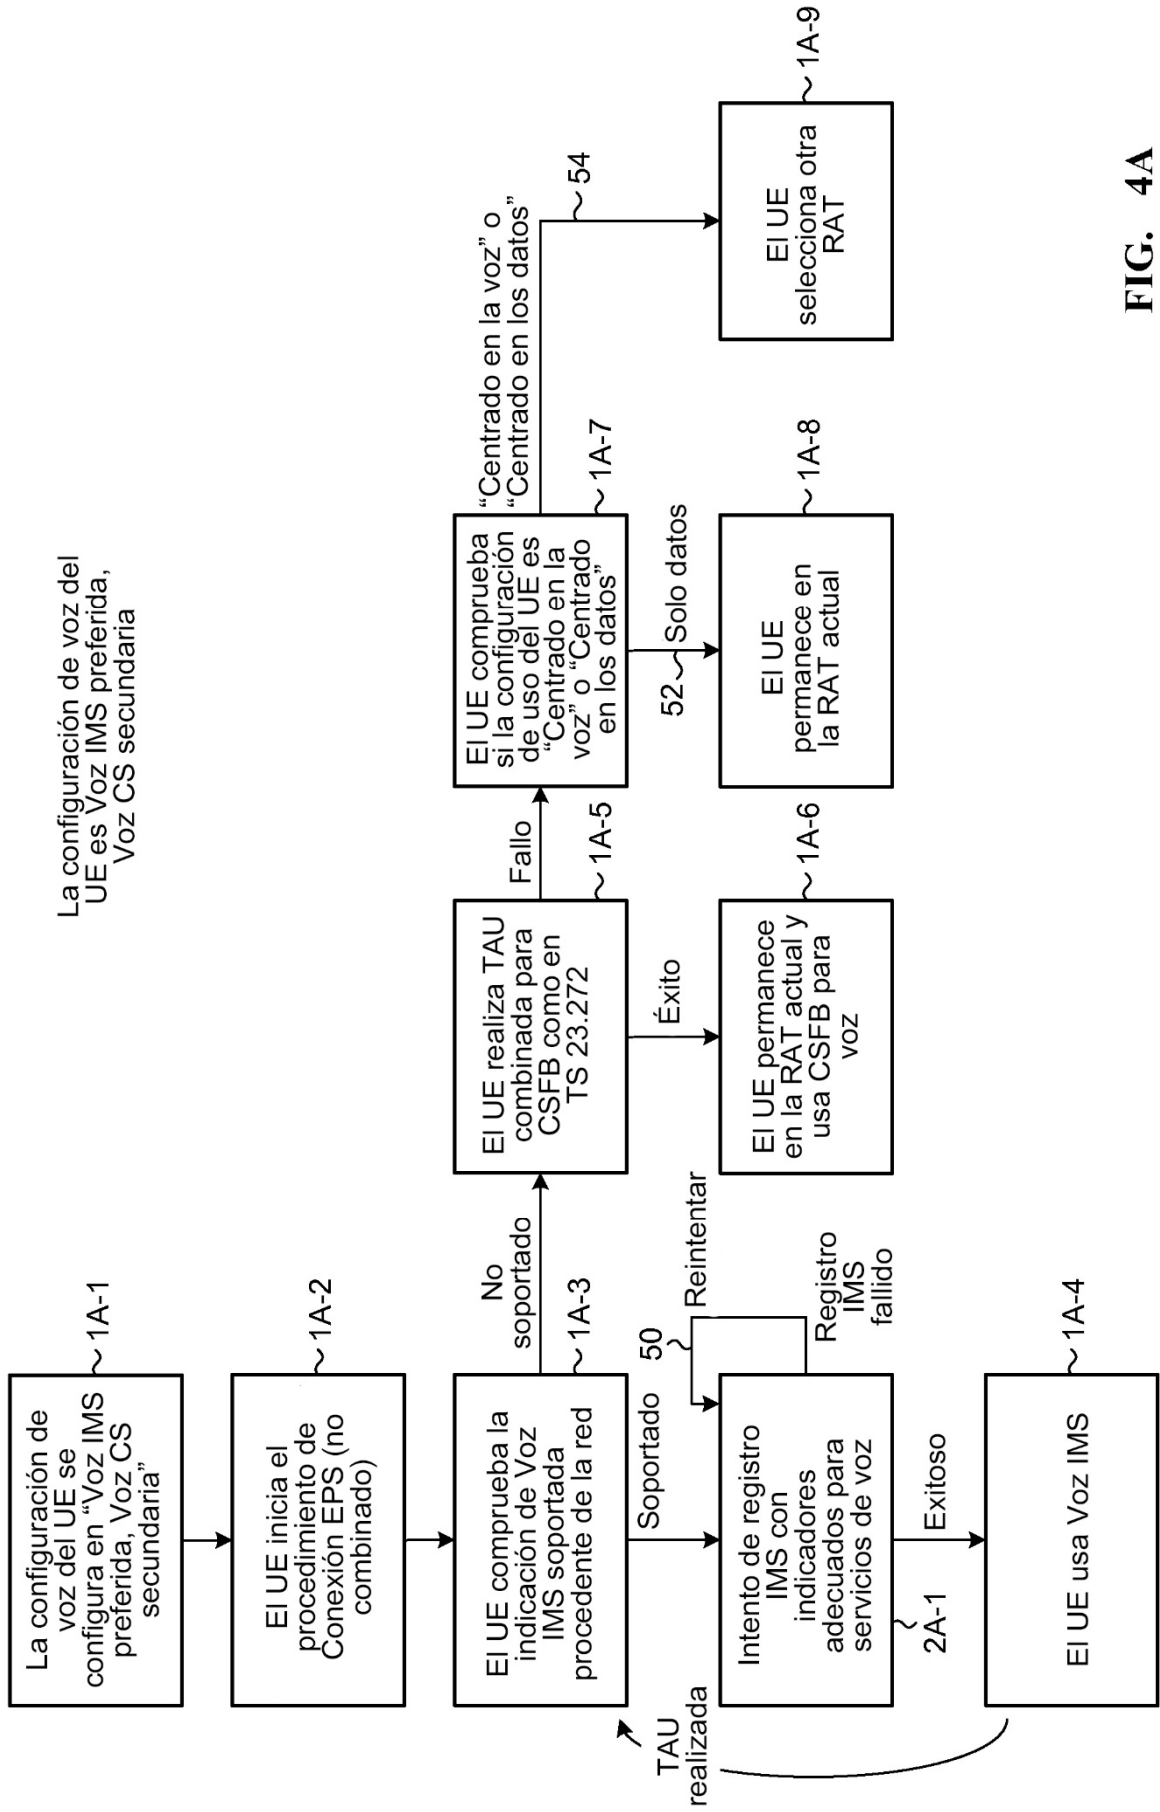 La configuración de voz del
UE es Voz IMS preferida,
Voz CS secundaria
La configuración de
voz del UE se
configura en “Voz IMS
preferida, Voz CS
secundaria”
1A-1
El UE inicia el
procedimiento de
Conexión EPS (no
combinado)
1A-2
El UE comprueba la
indicación de Voz
IMS soportada
procedente de la red
1A-3
No
soportado
El UE realiza TAU
combinada para
CSFB como en
TS 23.272
1A-5
Fallo
El UE comprueba
si la configuración
de uso del UE es
“Centrado en la
voz” o “Centrado
en los datos”
1A-7
“Centrado en la voz” o
“Centrado en los datos”
54
Soportado
Éxito
52
Solo datos
TAU
realizada
Intento de registro
IMS con
indicadores
adecuados para
servicios de voz
2A-1
50
Reintentar
Registro
IMS
fallido
El UE permanece
en la RAT actual y
usa CSFB para
voz
1A-6
El UE
permanece en
la RAT actual
1A-8
El UE
selecciona otra
RAT
1A-9
Exitoso
El UE usa Voz IMS
1A-4
FIG. 4A